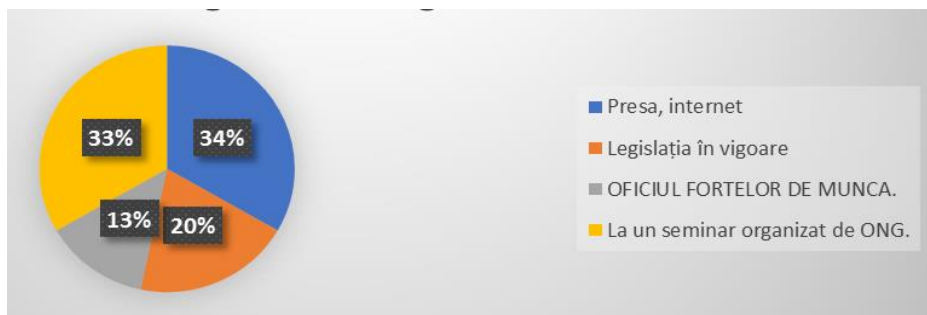 33%
34%
13%
20%
Presa, internet
Legislația în vigoare
OFICIUL FORTELOR DE MUNCA.
La un seminar organizat de ONG.